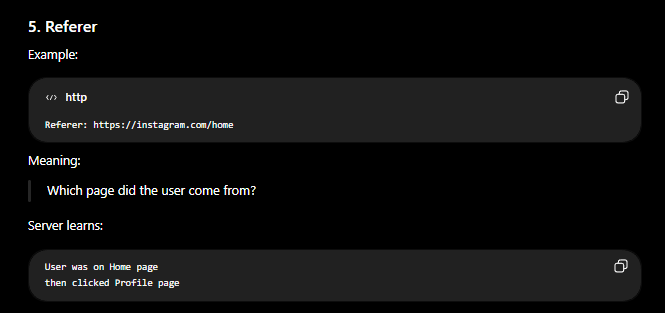 5. Referer
Example:
</> http
Referer: https://instagram.com/home
Meaning:
Which page did the user come from?
Server learns:
User was on Home page
then clicked Profile page